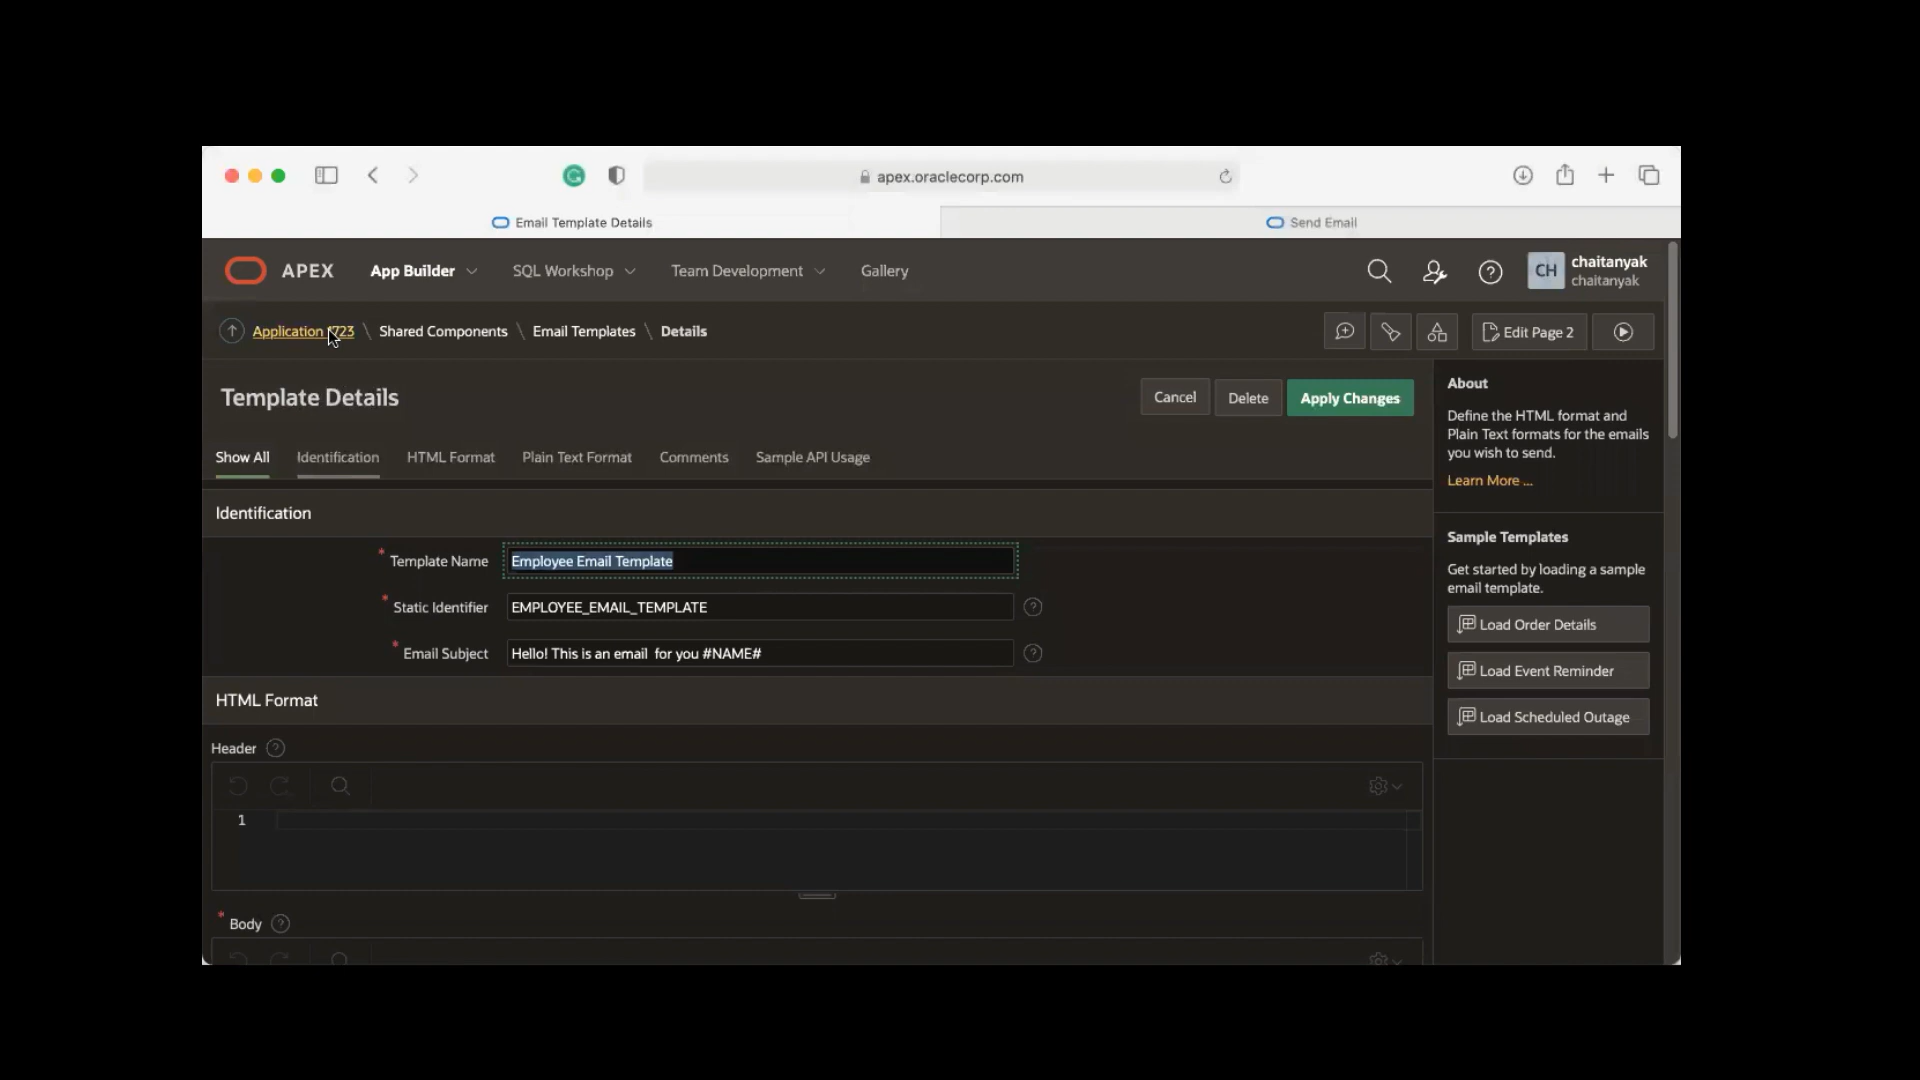 apex.oraclecorp.com
Email Template Details
Send Email
APEX
App Builder
SQL Workshop
Team Development
Gallery
CH
chaitanyak
chaitanyak
Application 1723 \ Shared Components \ Email Templates \ Details
Edit Page 2
Template Details
Cancel
Delete
Apply Changes
Show All
Identification
HTML Format
Plain Text Format
Comments
Sample API Usage
Identification
* Template Name
Employee Email Template
* Static Identifier
EMPLOYEE_EMAIL_TEMPLATE
* Email Subject
Hello! This is an email for you #NAME#
HTML Format
Header
1
* Body
About
Define the HTML format and
Plain Text formats for the emails
you wish to send.
Learn More ...
Sample Templates
Get started by loading a sample
email template.
Load Order Details
Load Event Reminder
Load Scheduled Outage